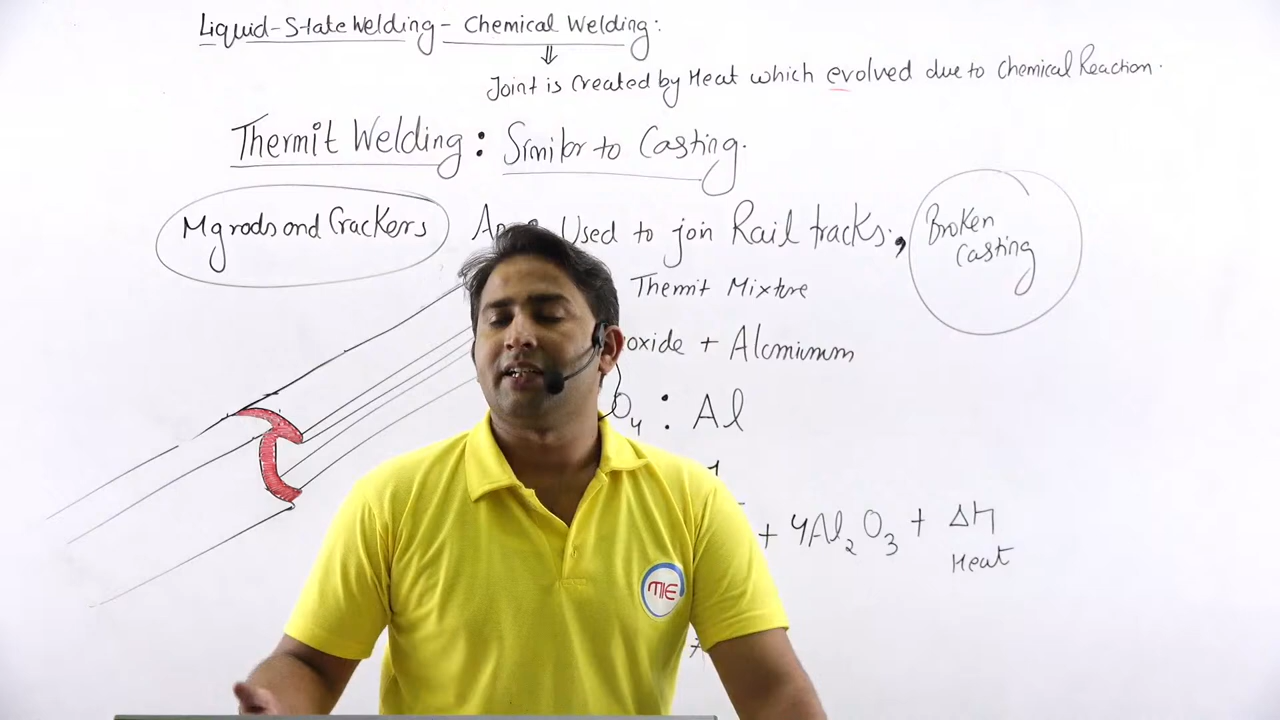 Liquid-State Welding - Chemical Welding:
⇓
Joint is Created by Heat which evolved due to Chemical Reaction.
Thermit Welding : Similar to Casting.
Mg rods and Crackers
Used to join Rail tracks.,
Broken
Casting
Thermit Mixture
oxide + Aluminum
O4 : Al
+ 4Al2O3 + ΔH
Heat
TIE